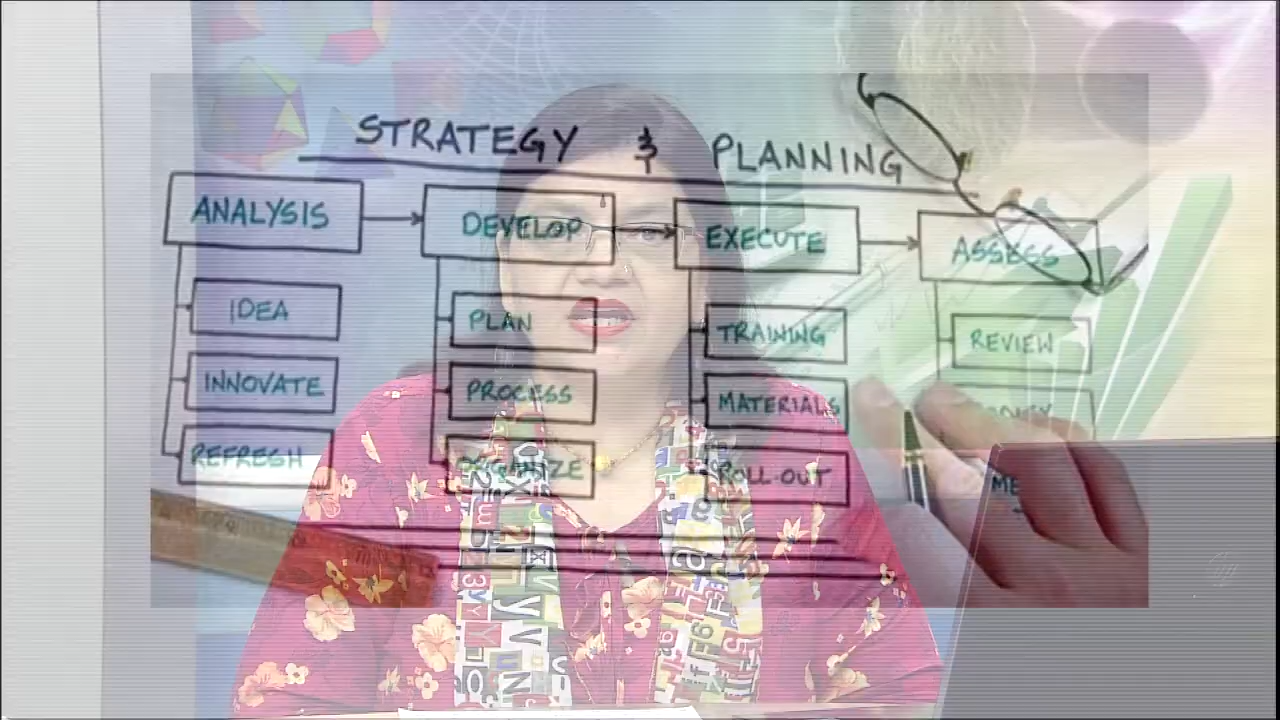 STRATEGY & PLANNING
ANALYSIS
IDEA
INNOVATE
REFRESH
DEVELOP
PLAN
PROCESS
ORGANIZE
EXECUTE
TRAINING
MATERIALS
ROLL-OUT
ASSESS
REVIEW